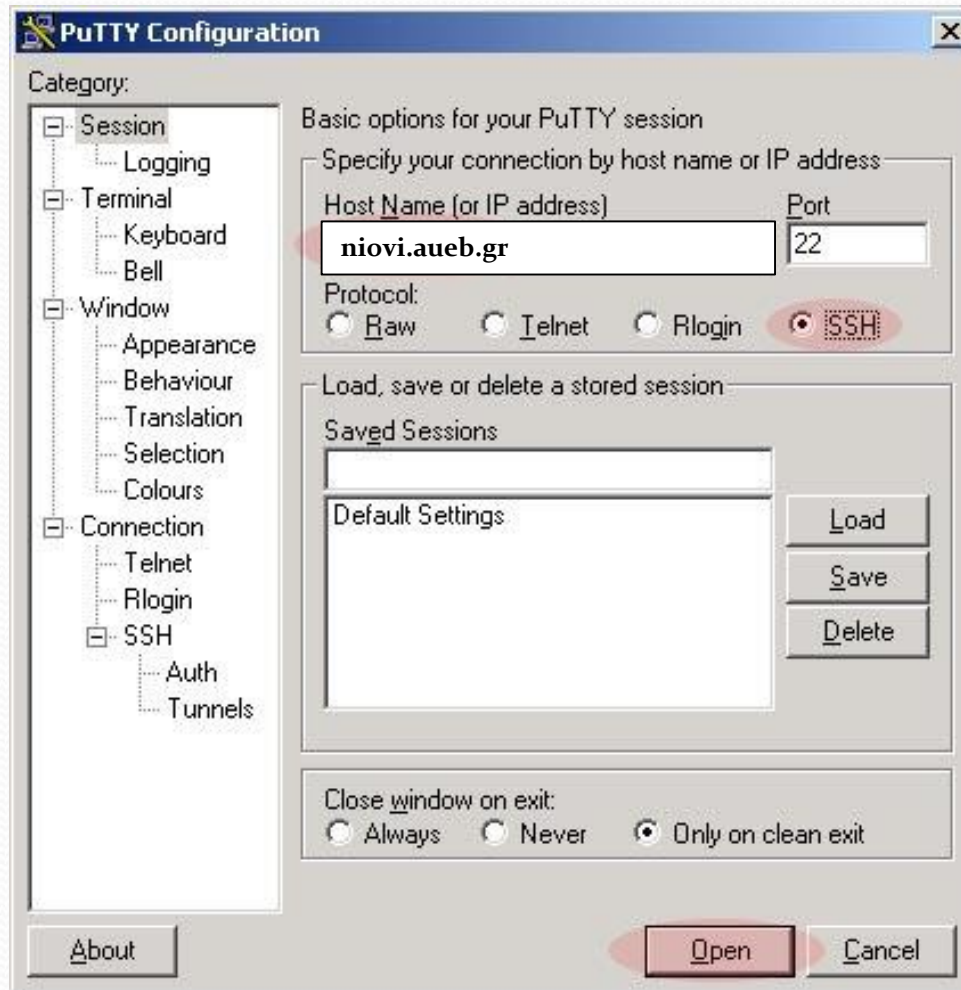 PuTTY Configuration
Category:
Session
Logging
Terminal
Keyboard
Bell
Window
Appearance
Behaviour
Translation
Selection
Colours
Connection
Telnet
Rlogin
SSH
Auth
Tunnels
Basic options for your PuTTY session
Specify your connection by host name or IP address
Host Name (or IP address) Port
niovi.aueb.gr 22
Protocol:
Raw Telnet Rlogin SSH
Load, save or delete a stored session
Saved Sessions
Default Settings
Load
Save
Delete
Close window on exit:
Always Never Only on clean exit
About Open Cancel